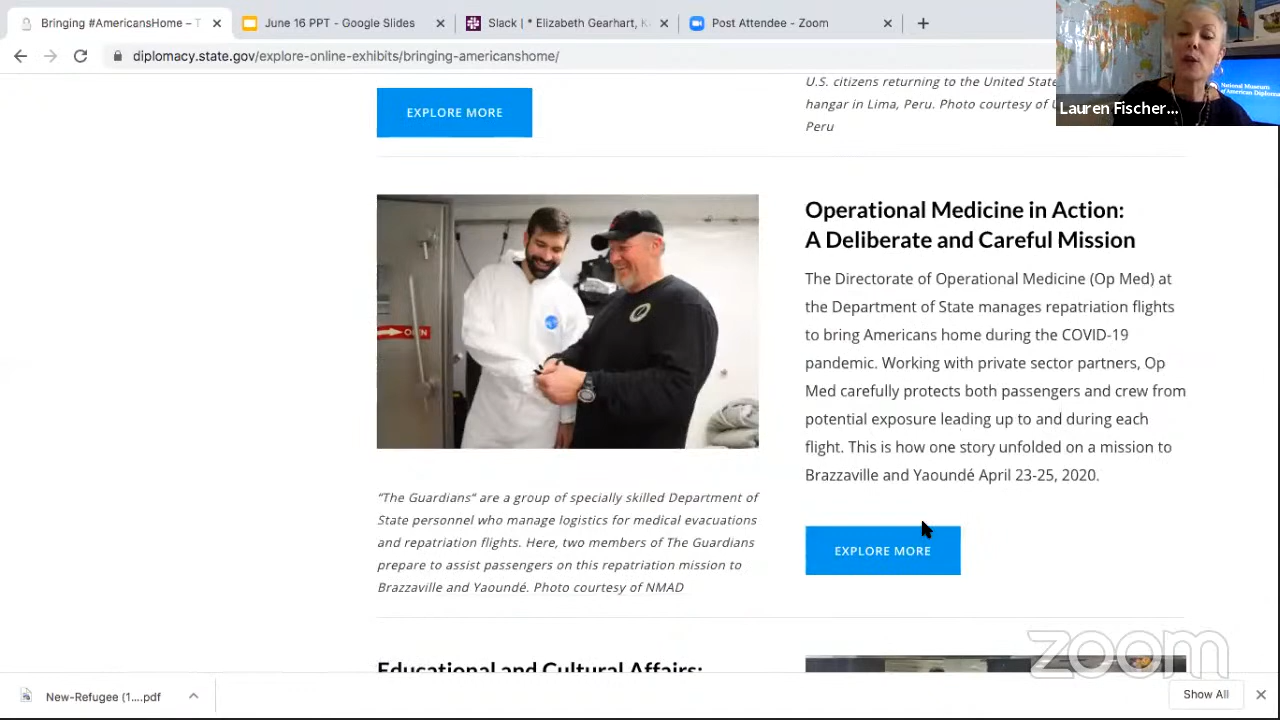 Bringing #AmericansHome – T
June 16 PPT - Google Slides
Slack | * Elizabeth Gearhart, K
Post Attendee - Zoom
diplomacy.state.gov/explore-online-exhibits/bringing-americanshome/
National Museum
of American Diploma
Lauren Fischer...
EXPLORE MORE
U.S. citizens returning to the United State
hangar in Lima, Peru. Photo courtesy of U
Peru
OPEN
Operational Medicine in Action:
A Deliberate and Careful Mission
The Directorate of Operational Medicine (Op Med) at
the Department of State manages repatriation flights
to bring Americans home during the COVID-19
pandemic. Working with private sector partners, Op
Med carefully protects both passengers and crew from
potential exposure leading up to and during each
flight. This is how one story unfolded on a mission to
Brazzaville and Yaoundé April 23-25, 2020.
EXPLORE MORE
“The Guardians” are a group of specially skilled Department of
State personnel who manage logistics for medical evacuations
and repatriation flights. Here, two members of The Guardians
prepare to assist passengers on this repatriation mission to
Brazzaville and Yaoundé. Photo courtesy of NMAD
Educational and Cultural Affairs:
zoom
New-Refugee (1....pdf
Show All